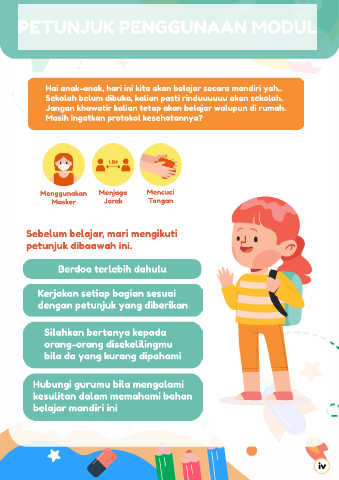 PETUNJUK PENGGUNAAN MODUL
Hai anak-anak, hari ini kita akan belajar secara mandiri yah..
Sekolah belum dibuka, kalian pasti rinduuuuuu akan sekolah.
Jangan khawatir kalian tetap akan belajar walupun di rumah.
Masih ingatkan protokol kesehatannya?
Menggunakan
Masker
Menjaga
Jarak
Mencuci
Tangan
Sebelum belajar, mari mengikuti
petunjuk dibaawah ini.
Berdoa terlebih dahulu
Kerjakan setiap bagian sesuai
dengan petunjuk yang diberikan
Silahkan bertanya kepada
orang-orang disekelilingmu
bila da yang kurang dipahami
Hubungi gurumu bila mengalami
kesulitan dalam memahami bahan
belajar mandiri ini
iv